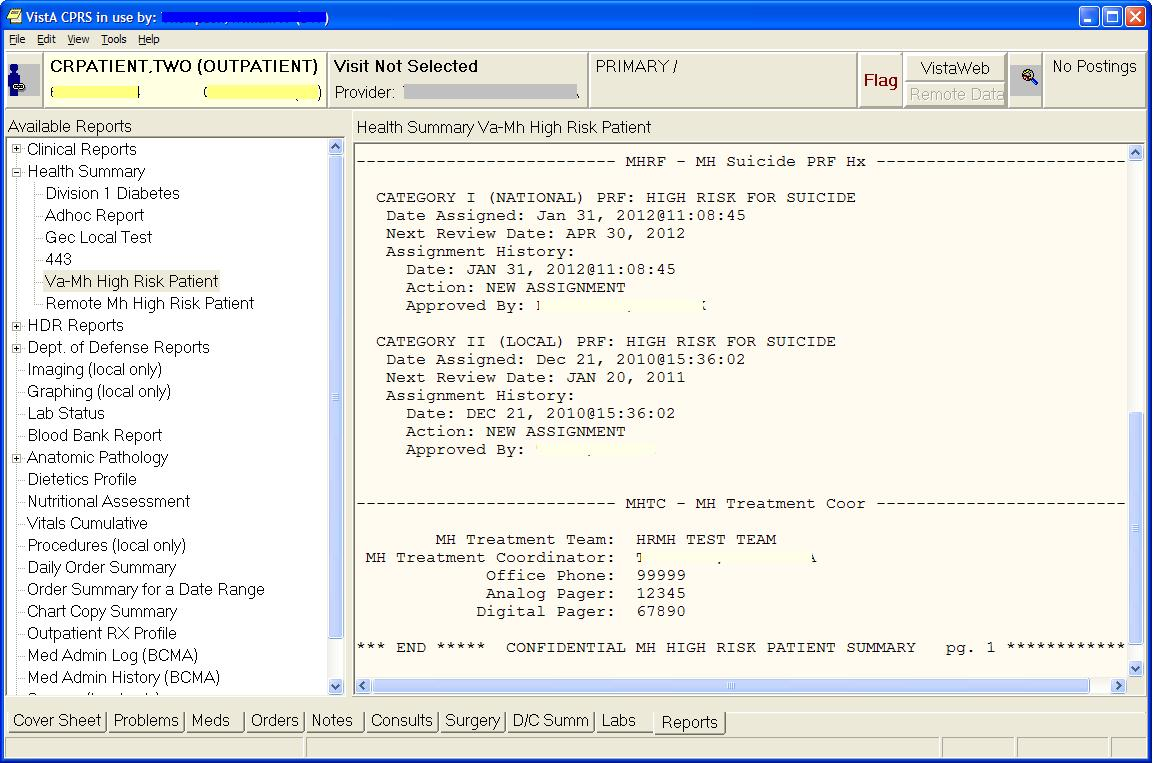 VistA CPRS in use by:
File Edit View Tools Help
CRPATIENT,TWO (OUTPATIENT)
Visit Not Selected
Provider:
PRIMARY /
Flag
VistaWeb
Remote Data
No Postings
Available Reports
Clinical Reports
Health Summary
Division 1 Diabetes
Adhoc Report
Gec Local Test
443
Va-Mh High Risk Patient
Remote Mh High Risk Patient
HDR Reports
Dept. of Defense Reports
Imaging (local only)
Graphing (local only)
Lab Status
Blood Bank Report
Anatomic Pathology
Dietetics Profile
Nutritional Assessment
Vitals Cumulative
Procedures (local only)
Daily Order Summary
Order Summary for a Date Range
Chart Copy Summary
Outpatient RX Profile
Med Admin Log (BCMA)
Med Admin History (BCMA)
Health Summary Va-Mh High Risk Patient
-------------------------- MHRF - MH Suicide PRF Hx -------------------------
CATEGORY I (NATIONAL) PRF: HIGH RISK FOR SUICIDE
Date Assigned: Jan 31, 2012@11:08:45
Next Review Date: APR 30, 2012
Assignment History:
Date: JAN 31, 2012@11:08:45
Action: NEW ASSIGNMENT
Approved By:
CATEGORY II (LOCAL) PRF: HIGH RISK FOR SUICIDE
Date Assigned: Dec 21, 2010@15:36:02
Next Review Date: JAN 20, 2011
Assignment History:
Date: DEC 21, 2010@15:36:02
Action: NEW ASSIGNMENT
Approved By:
-------------------------- MHTC - MH Treatment Coor -------------------------
MH Treatment Team: HRMH TEST TEAM
MH Treatment Coordinator:
Office Phone: 99999
Analog Pager: 12345
Digital Pager: 67890
*** END ***** CONFIDENTIAL MH HIGH RISK PATIENT SUMMARY pg. 1 ************
Cover Sheet Problems Meds Orders Notes Consults Surgery D/C Summ Labs Reports